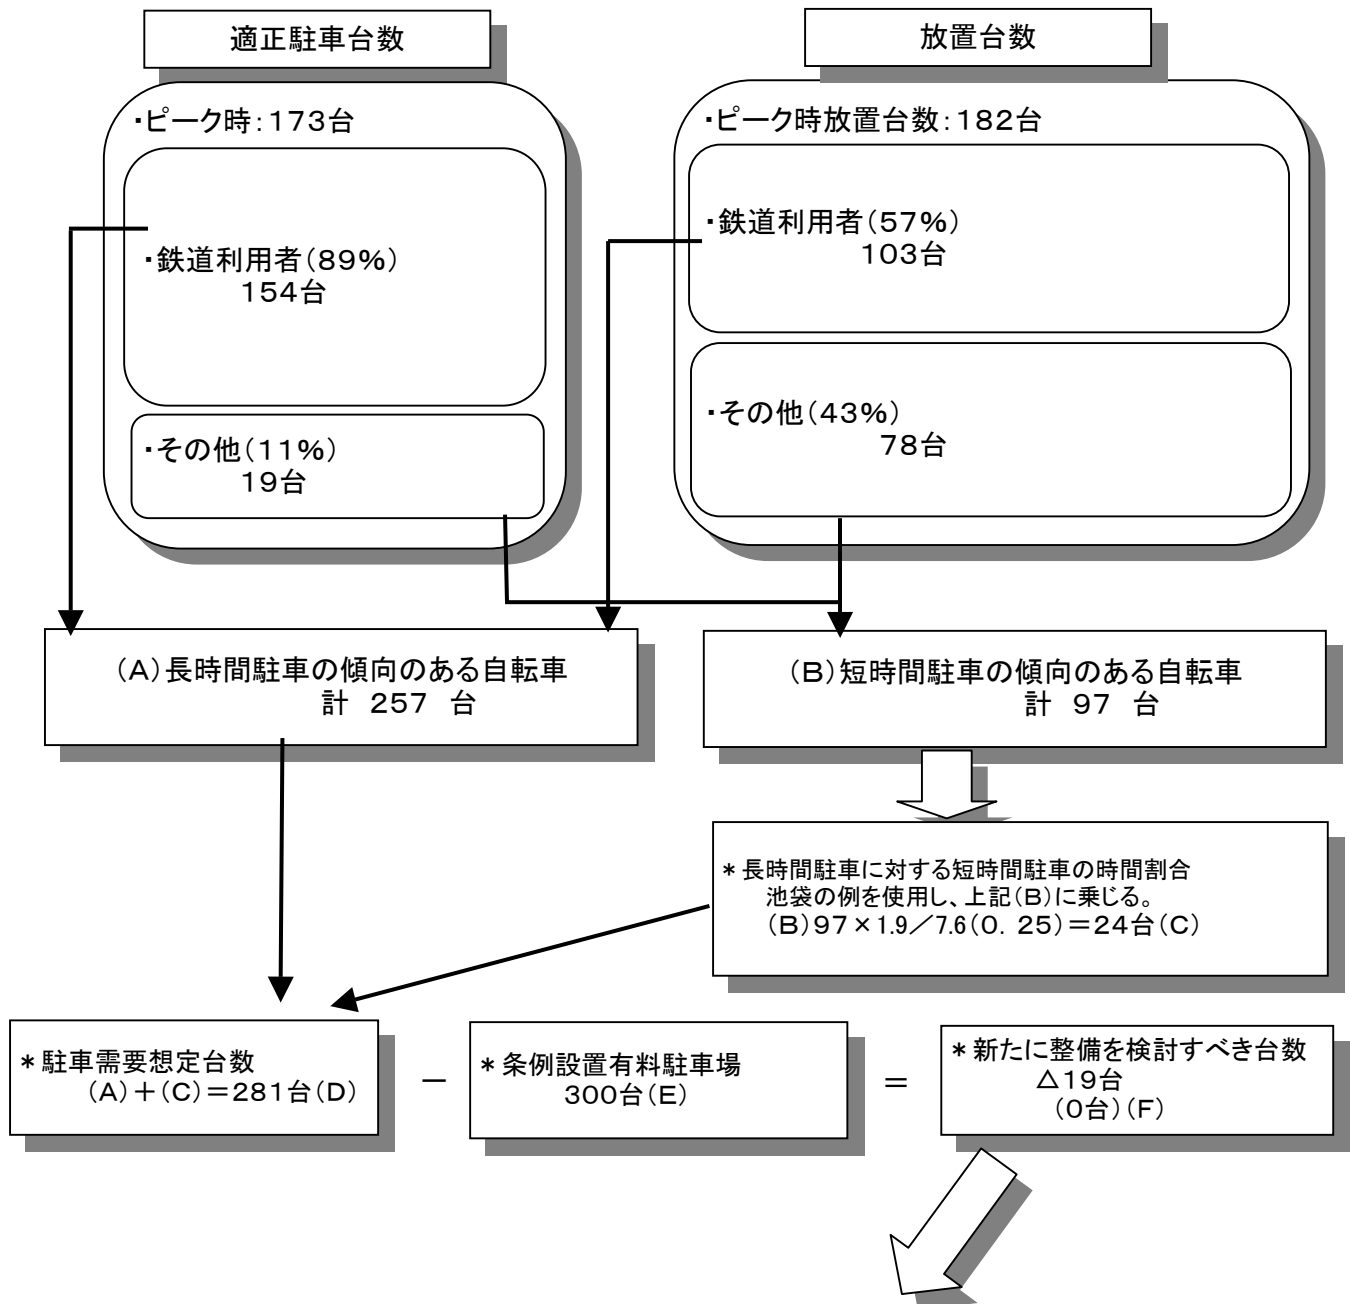 適正駐車台数
・ピーク時：１７３台
・鉄道利用者（８９％）
１５４台
・その他（１１％）
１９台
放置台数
・ピーク時放置台数：１８２台
・鉄道利用者（５７％）
１０３台
・その他（４３％）
７８台
（Ａ）長時間駐車の傾向のある自転車
計　２５７　台
（Ｂ）短時間駐車の傾向のある自転車
計　９７　台
＊長時間駐車に対する短時間駐車の時間割合
池袋の例を使用し、上記（Ｂ）に乗じる。
（Ｂ）９７×1.9／7.6（０．２５）＝２４台（Ｃ）
＊駐車需要想定台数
（Ａ）＋（Ｃ）＝２８１台（Ｄ）
－
＊条例設置有料駐車場
３００台（Ｅ）
＝
＊新たに整備を検討すべき台数
△１９台
（０台）（Ｆ）